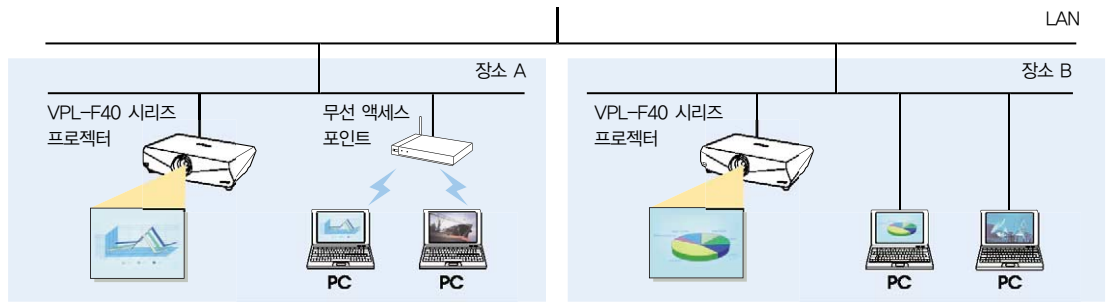 LAN
장소 A
VPL-F40 시리즈
프로젝터
무선 액세스
포인트
PC
PC
장소 B
VPL-F40 시리즈
프로젝터
PC
PC